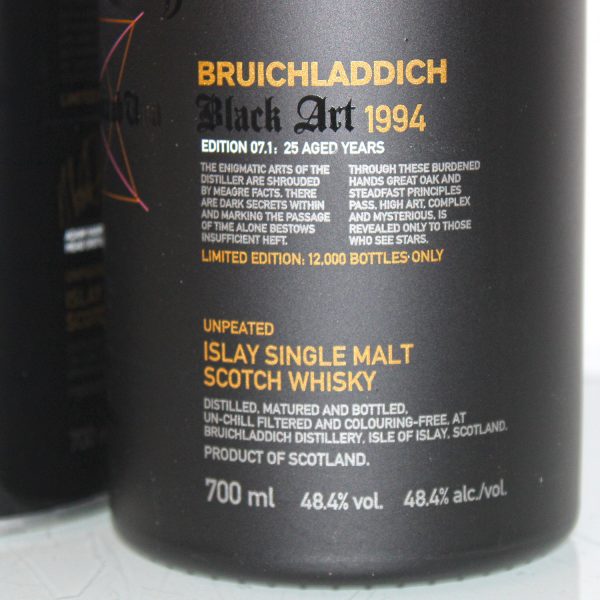 BRUICHLADDICH
Black Art 1994
EDITION 07.1: 25 AGED YEARS
THE ENIGMATIC ARTS OF THE
DISTILLER ARE SHROUDED
BY MEAGRE FACTS. THERE
ARE DARK SECRETS WITHIN
AND MARKING THE PASSAGE
OF TIME ALONE BESTOWS
INSUFFICIENT HEFT.
THROUGH THESE BURDENED
HANDS GREAT OAK AND
STEADFAST PRINCIPLES
PASS. HIGH ART, COMPLEX
AND MYSTERIOUS, IS
REVEALED ONLY TO THOSE
WHO SEE STARS.
LIMITED EDITION: 12,000 BOTTLES ONLY
UNPEATED
ISLAY SINGLE MALT
SCOTCH WHISKY
DISTILLED, MATURED AND BOTTLED,
UN-CHILL FILTERED AND COLOURING-FREE, AT
BRUICHLADDICH DISTILLERY, ISLE OF ISLAY, SCOTLAND.
PRODUCT OF SCOTLAND.
700 ml 48.4% vol. 48.4% alc./vol.